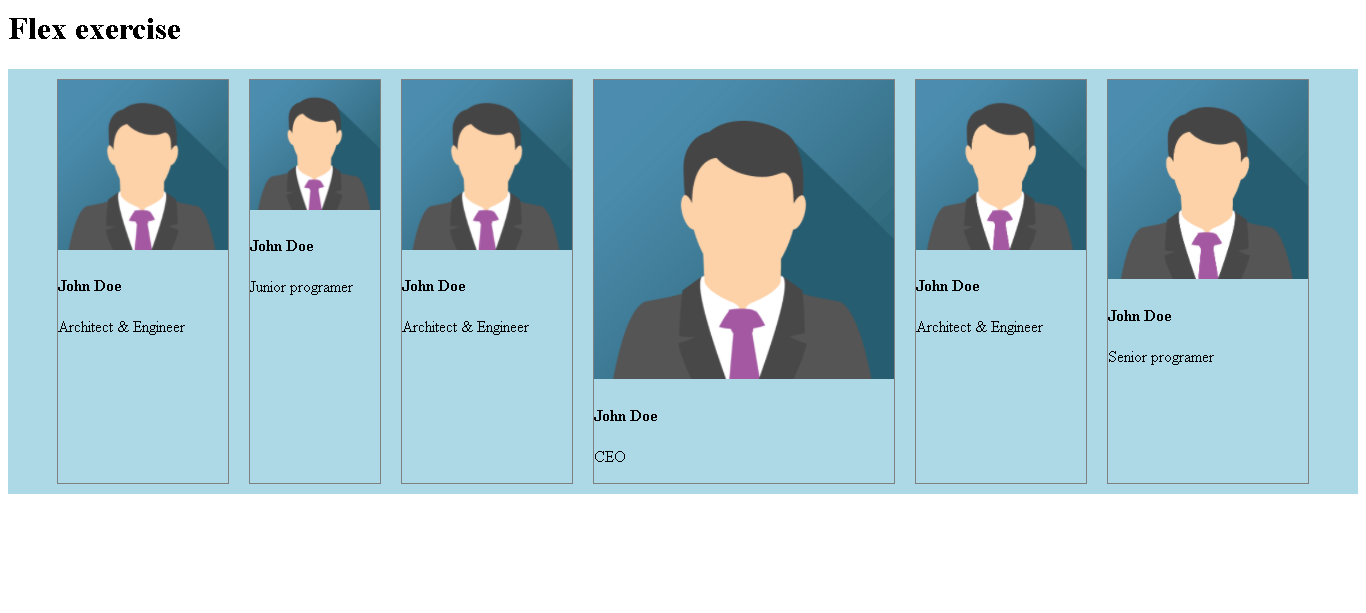 Flex exercise
John Doe
Architect & Engineer
John Doe
Junior programer
John Doe
Architect & Engineer
John Doe
CEO
John Doe
Architect & Engineer
John Doe
Senior programer